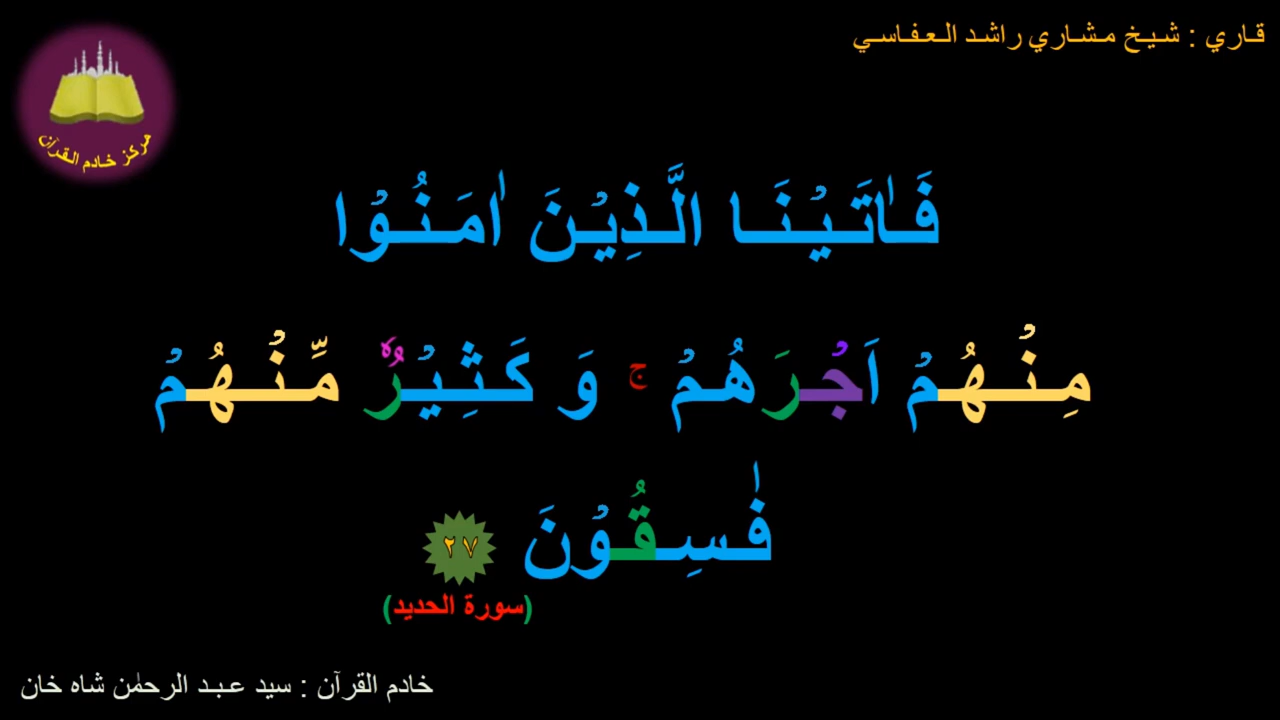 قاري : شيخ مشاري راشد العفاسي
مركز خادم القرآن
فَاٰتَيْنَا الَّذِيْنَ اٰمَنُوْا
مِنْهُمْ اَجْرَهُمْ ۚ وَ كَثِيْرٌ مِّنْهُمْ
فٰسِقُوْنَ ٢٧
(سورة الحديد)
خادم القرآن : سيد عبد الرحمٰن شاه خان